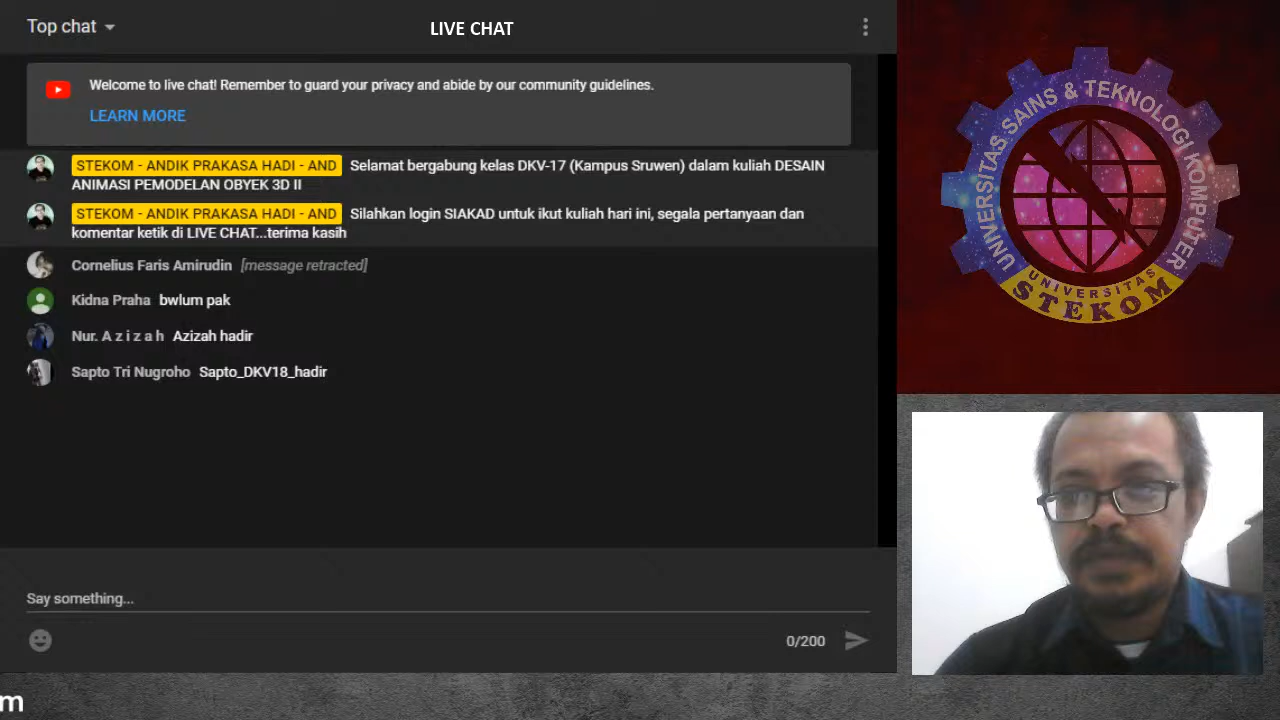 Top chat
LIVE CHAT
Welcome to live chat! Remember to guard your privacy and abide by our community guidelines.
LEARN MORE
STEKOM - ANDIK PRAKASA HADI - AND Selamat bergabung kelas DKV-17 (Kampus Sruwen) dalam kuliah DESAIN
ANIMASI PEMODELAN OBYEK 3D II
STEKOM - ANDIK PRAKASA HADI - AND Silahkan login SIAKAD untuk ikut kuliah hari ini, segala pertanyaan dan
komentar ketik di LIVE CHAT...terima kasih
Cornelius Faris Amirudin [message retracted]
Kidna Praha bwlum pak
Nur. A z i z a h Azizah hadir
Sapto Tri Nugroho Sapto_DKV18_hadir
Say something...
0/200
m
UNIVERSITAS SAINS & TEKNOLOGI KOMPUTER
UNIVERSITAS
STEKOM